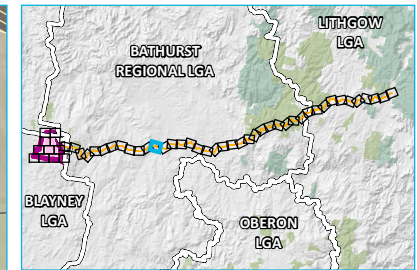 LITHGOW
LGA
BATHURST
REGIONAL LGA
BLAYNEY
LGA
OBERON
LGA